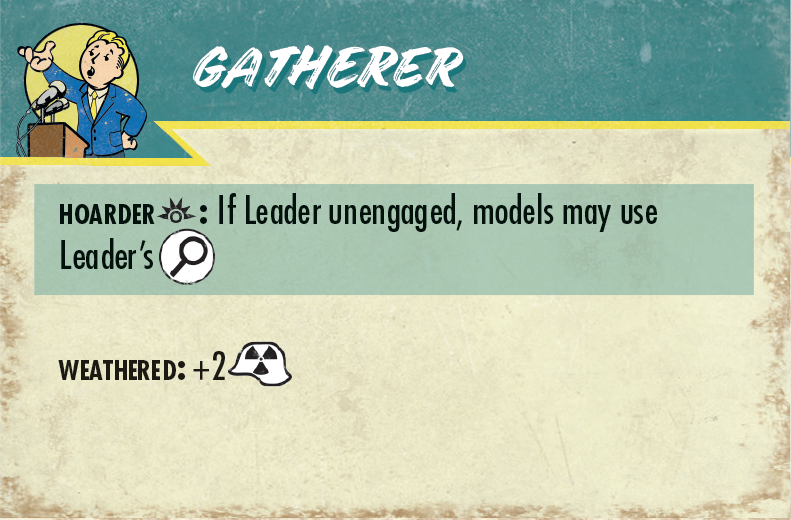 GATHERER
HOARDER: If Leader unengaged, models may use
Leader's
WEATHERED: +2